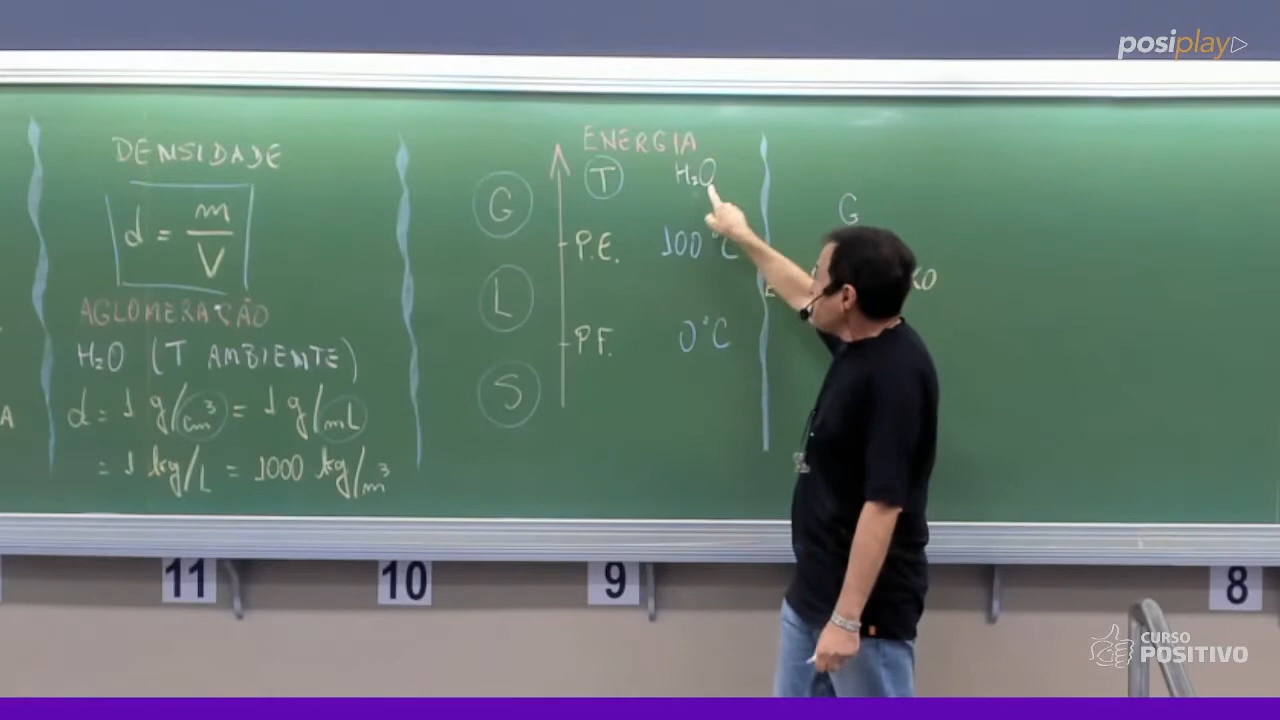 posiplay
DENSIDADE
d = m/V
AGLOMERAÇÃO
H₂O (T AMBIENTE)
d = 1 g/cm³ = 1 g/mL
= 1 kg/L = 1000 kg/m³
A
ENERGIA
T H₂O
G
P.E. 100°C
L
P.F. 0°C
S
G
11
10
9
8
CURSO
POSITIVO